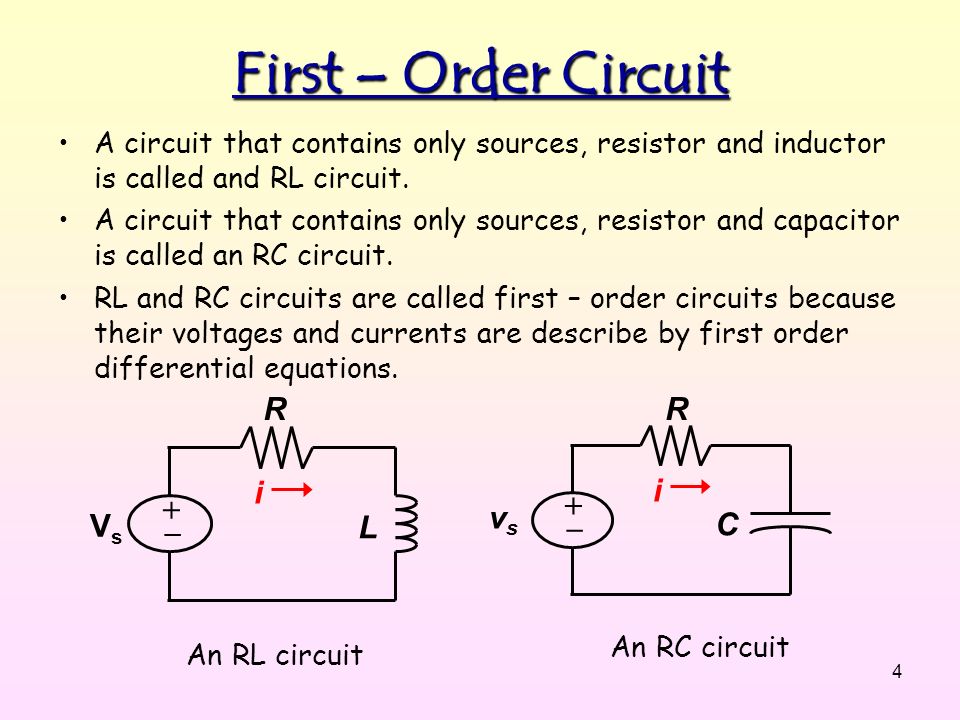 First – Order Circuit
• A circuit that contains only sources, resistor and inductor
is called and RL circuit.
• A circuit that contains only sources, resistor and capacitor
is called an RC circuit.
• RL and RC circuits are called first – order circuits because
their voltages and currents are describe by first order
differential equations.
R
i
+
–
Vs
L
An RL circuit
R
i
+
–
vs
C
An RC circuit
4